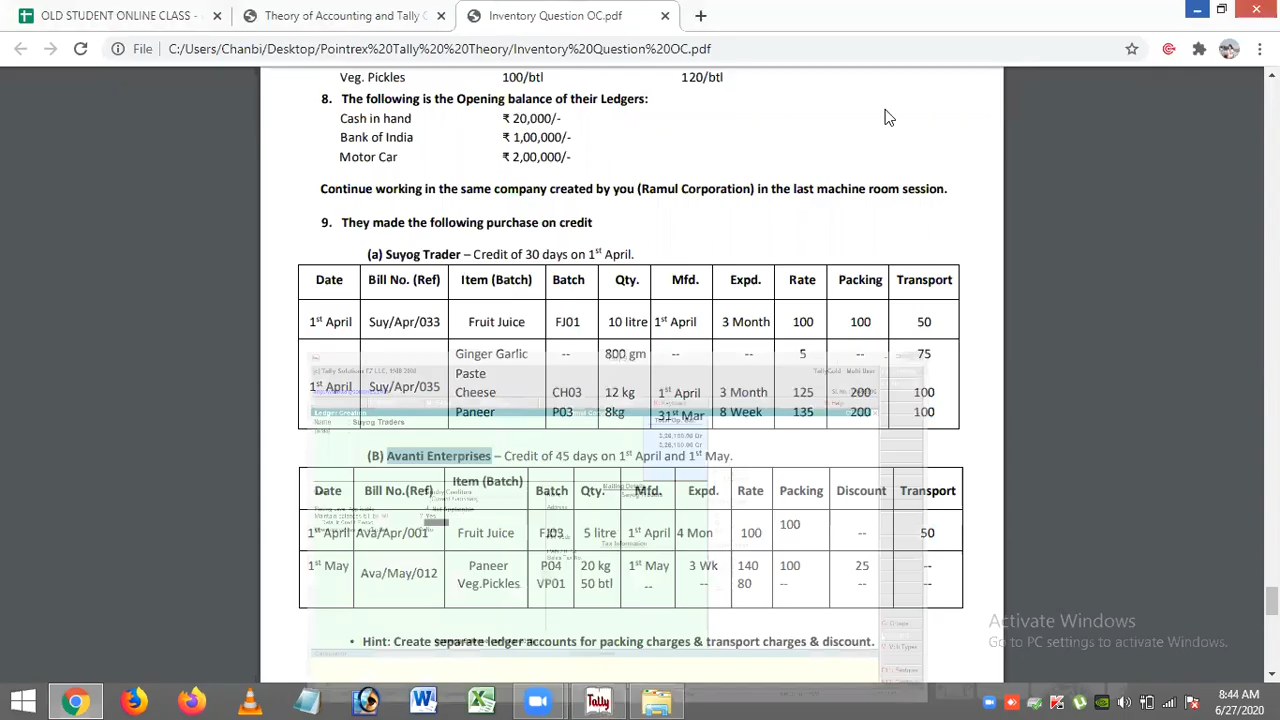 OLD STUDENT ONLINE CLASS -
Theory of Accounting and Tally C
Inventory Question OC.pdf
File
C:/Users/Chanbi/Desktop/Pointrex%20Tally%20%20Theory/Inventory%20Question%20OC.pdf
Veg. Pickles 100/btl 120/btl
8. The following is the Opening balance of their Ledgers:
Cash in hand ₹ 20,000/-
Bank of India ₹ 1,00,000/-
Motor Car ₹ 2,00,000/-
Continue working in the same company created by you (Ramul Corporation) in the last machine room session.
9. They made the following purchase on credit
(a) Suyog Trader – Credit of 30 days on 1st April.
Date Bill No. (Ref) Item (Batch) Batch Qty. Mfd. Expd. Rate Packing Transport
1st April Suy/Apr/033 Fruit Juice FJ01 10 litre 1st April 3 Month 100 100 50
Ginger Garlic -- 800 gm -- -- 5 -- 75
Paste
1st April Suy/Apr/035
Cheese CH03 12 kg 1st April 3 Month 125 200 100
Paneer P03 8kg 31st Mar 8 Week 135 200 100
Ledger Creation
Name Suyog Traders
(B) Avanti Enterprises – Credit of 45 days on 1st April and 1st May.
Date Bill No.(Ref) Item (Batch) Batch Qty. Mfd. Expd. Rate Packing Discount Transport
1st April Ava/Apr/001 Fruit Juice FJ03 5 litre 1st April 4 Mon 100 100 -- 50
1st May Ava/May/012 Paneer P04 20 kg 1st May 3 Wk 140 100 25 --
Veg.Pickles VP01 50 btl -- -- 80 -- -- --
• Hint: Create separate ledger accounts for packing charges & transport charges & discount.
Activate Windows
Go to PC settings to activate Windows.
Tally
8:44 AM
6/27/2020